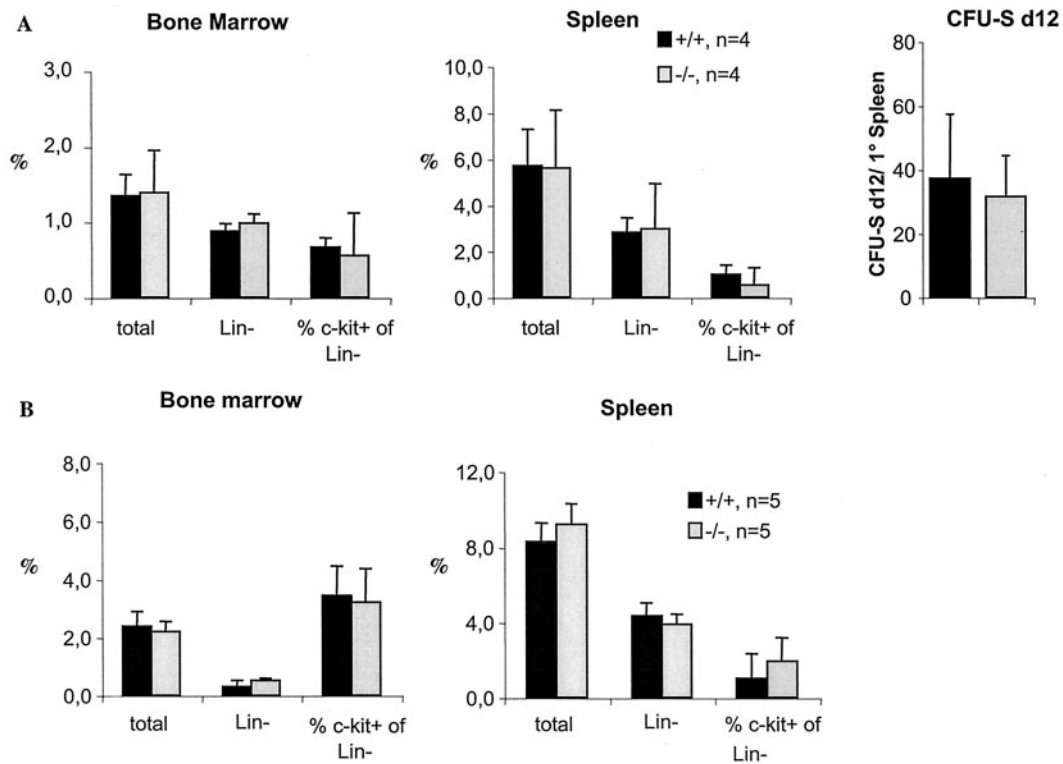 A
Bone Marrow
%
3,0
2,0
1,0
0,0
total
Lin-
% c-kit+ of
Lin-
Spleen
+/+, n=4
-/-, n=4
%
10,0
8,0
6,0
4,0
2,0
0,0
total
Lin-
% c-kit+ of
Lin-
CFU-S d12
CFU-S d12/ 1° Spleen
80
60
40
20
0
B
Bone marrow
%
8,0
6,0
4,0
2,0
0,0
total
Lin-
% c-kit+ of
Lin-
Spleen
+/+, n=5
-/-, n=5
%
12,0
8,0
4,0
0,0
total
Lin-
% c-kit+ of
Lin-